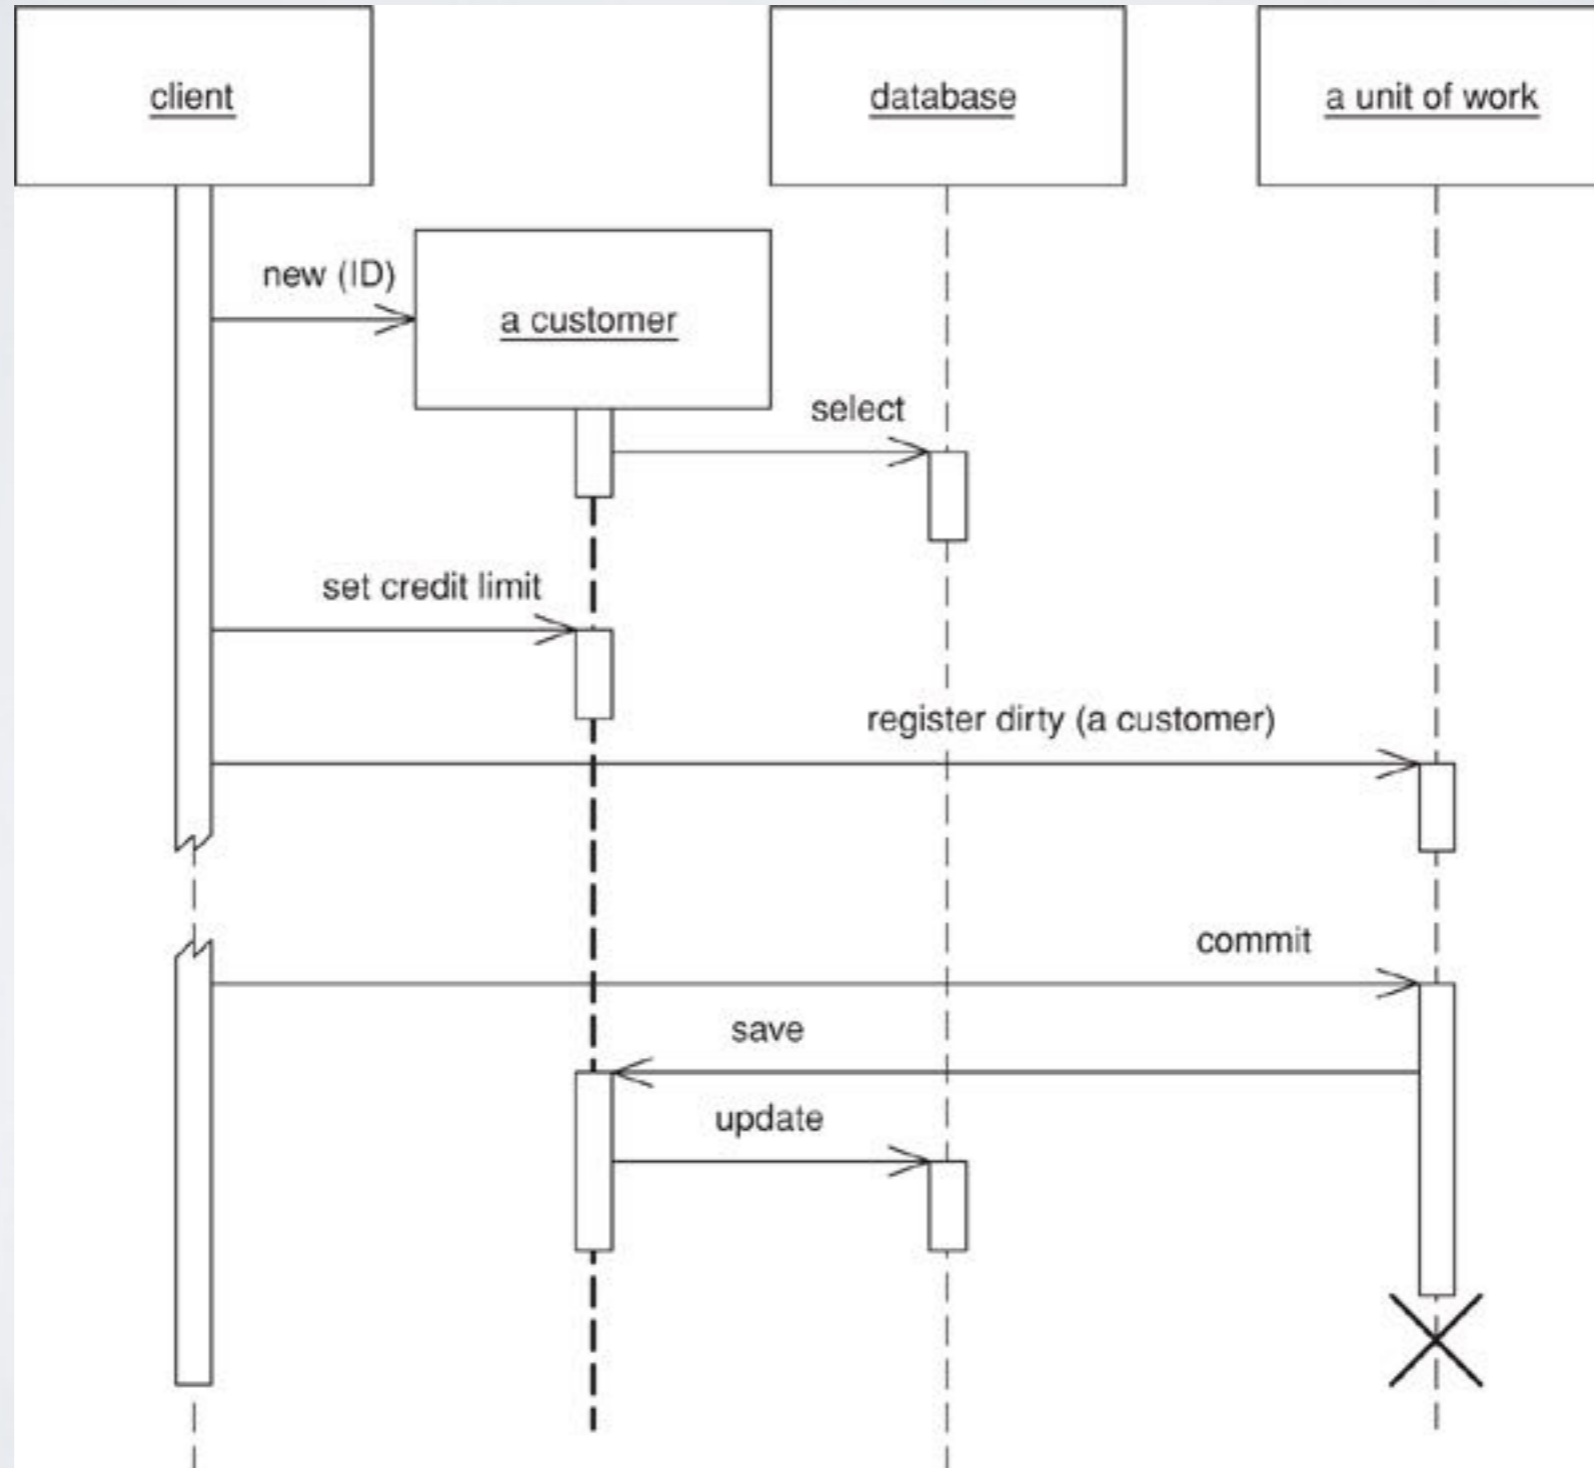 client
database
a unit of work
new (ID)
a customer
select
set credit limit
register dirty (a customer)
commit
save
update